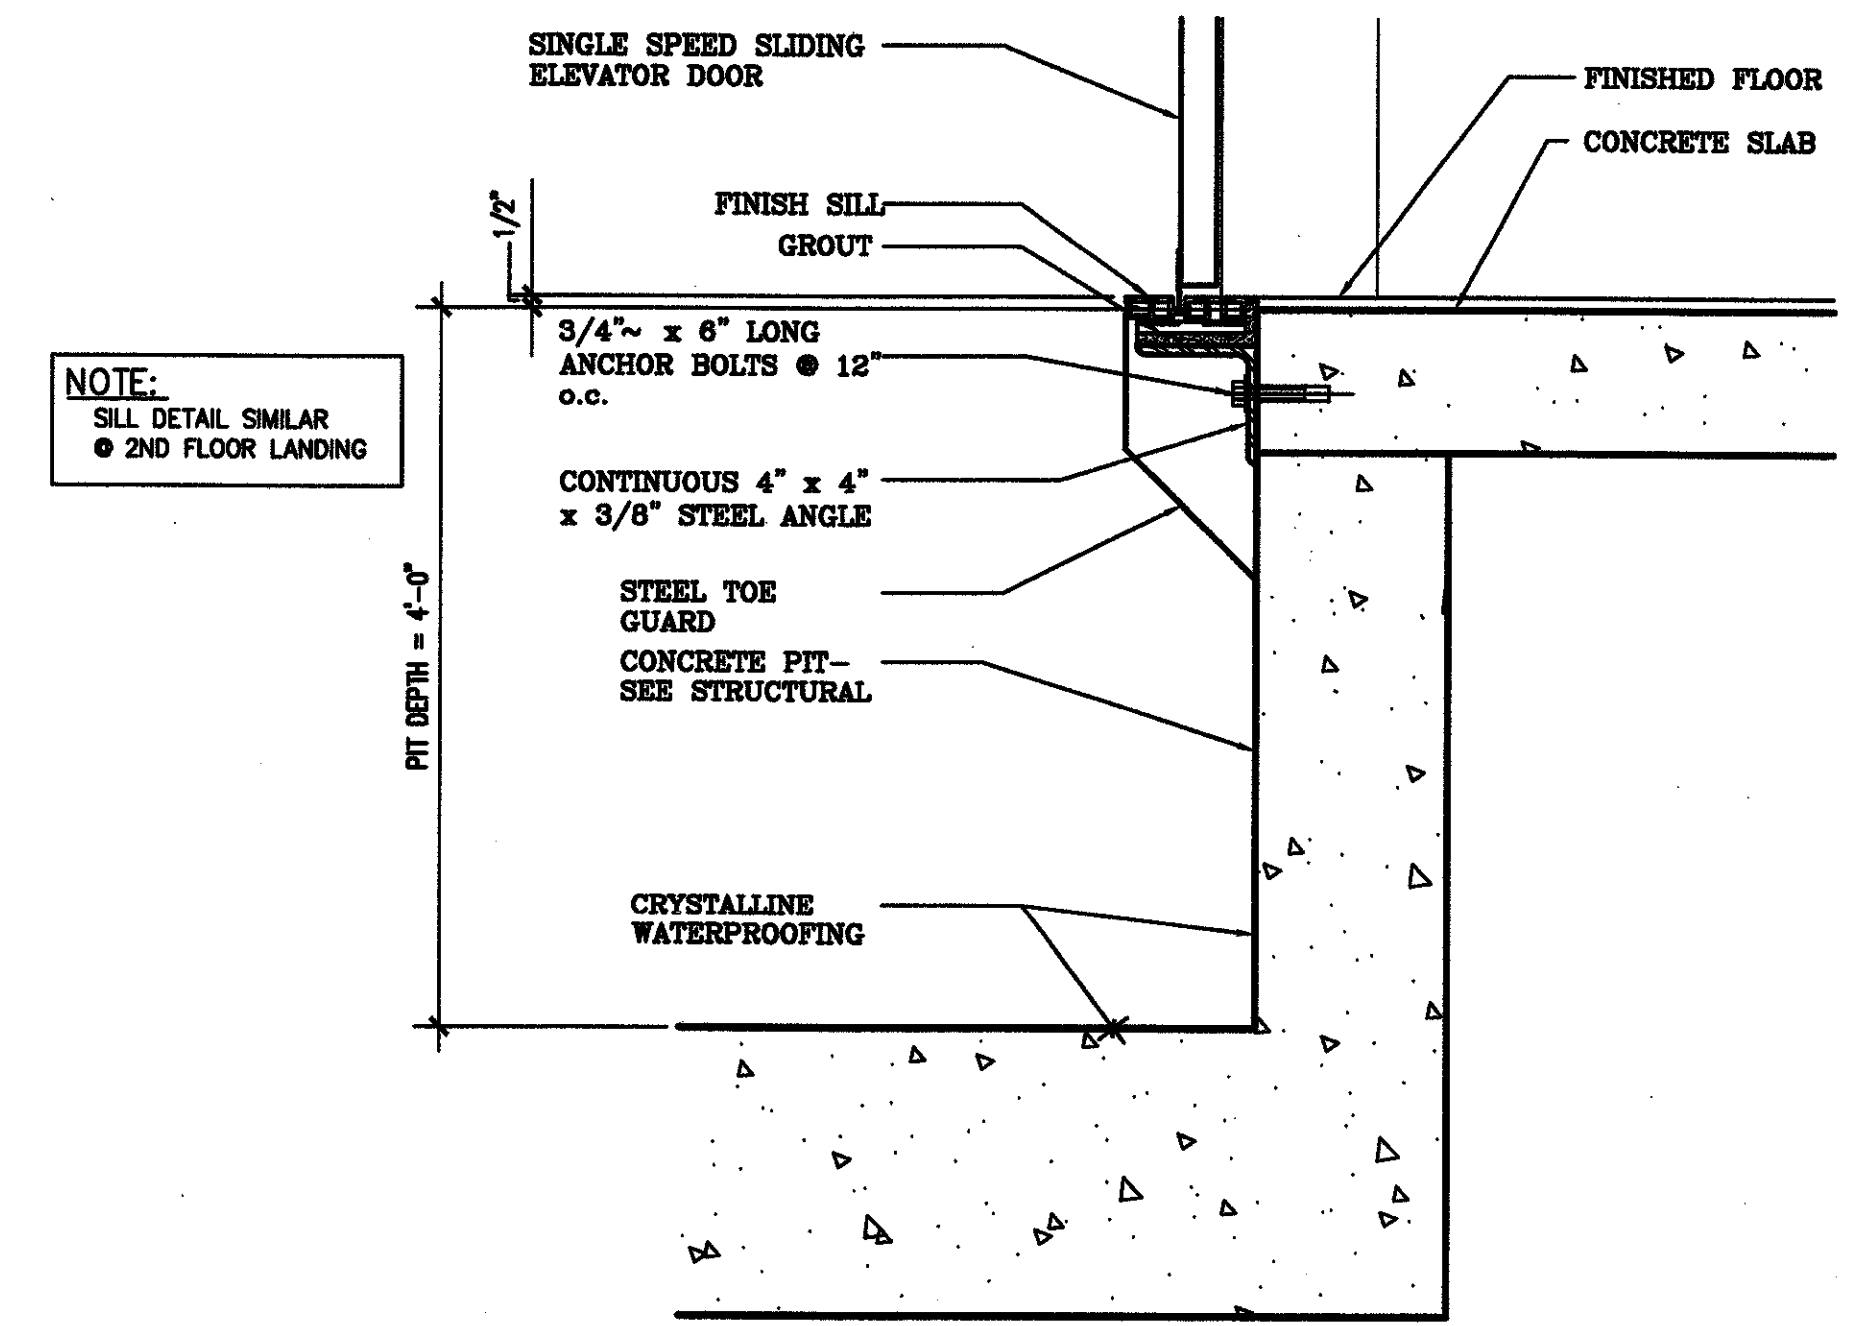 SINGLE SPEED SLIDING
ELEVATOR DOOR
FINISHED FLOOR
CONCRETE SLAB
1/2"
FINISH SILL
GROUT
3/4"~ x 6" LONG
ANCHOR BOLTS @ 12"
o.c.
NOTE:
SILL DETAIL SIMILAR
@ 2ND FLOOR LANDING
CONTINUOUS 4" x 4"
x 3/8" STEEL ANGLE
PIT DEPTH = 4'-0"
STEEL TOE
GUARD
CONCRETE PIT-
SEE STRUCTURAL
CRYSTALLINE
WATERPROOFING